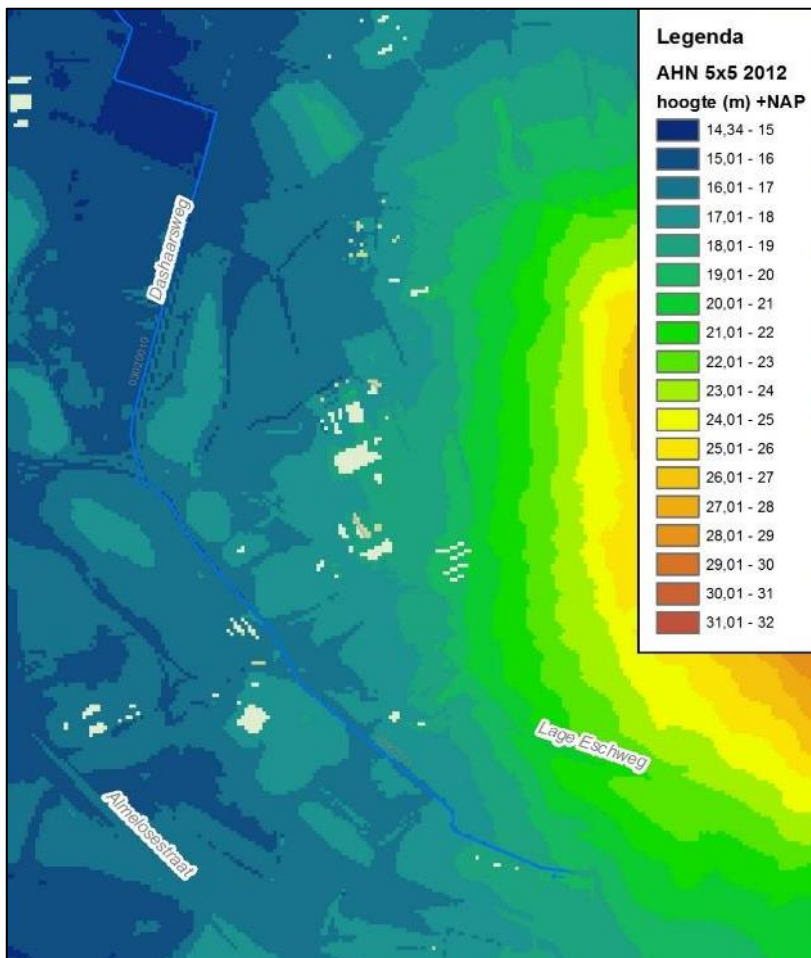 Legenda
AHN 5x5 2012
hoogte (m) +NAP
14,34 - 15
15,01 - 16
16,01 - 17
17,01 - 18
18,01 - 19
19,01 - 20
20,01 - 21
21,01 - 22
22,01 - 23
23,01 - 24
24,01 - 25
25,01 - 26
26,01 - 27
27,01 - 28
28,01 - 29
29,01 - 30
30,01 - 31
31,01 - 32
Dashaarsweg
03020010
Lage Eschweg
Almelosestraat